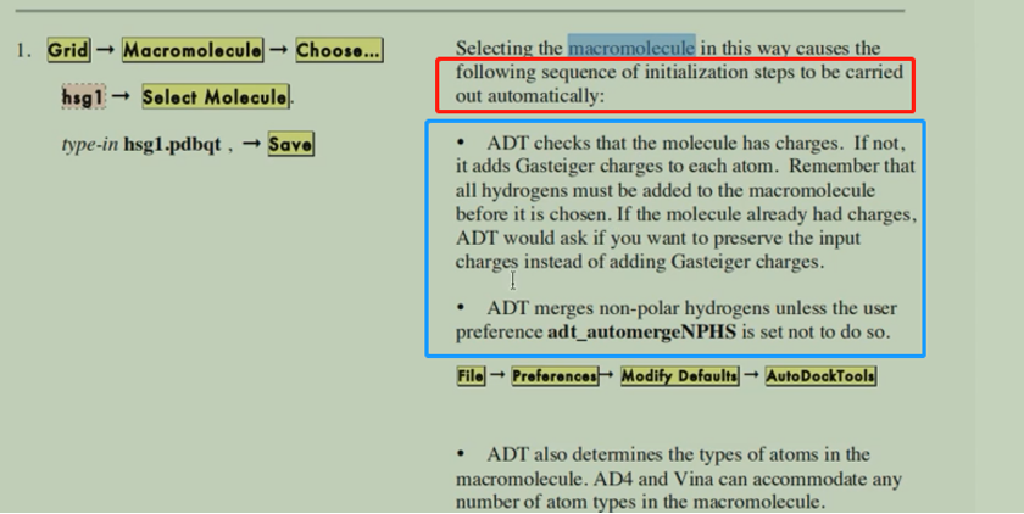 1. Grid → Macromolecule → Choose...
hsg1 → Select Molecule.
type-in hsg1.pdbqt , → Save
Selecting the macromolecule in this way causes the
following sequence of initialization steps to be carried
out automatically:
• ADT checks that the molecule has charges. If not,
it adds Gasteiger charges to each atom. Remember that
all hydrogens must be added to the macromolecule
before it is chosen. If the molecule already had charges,
ADT would ask if you want to preserve the input
charges instead of adding Gasteiger charges.
• ADT merges non-polar hydrogens unless the user
preference adt_automergeNPHS is set not to do so.
File → Preferences → Modify Defaults → AutoDockTools
• ADT also determines the types of atoms in the
macromolecule. AD4 and Vina can accommodate any
number of atom types in the macromolecule.